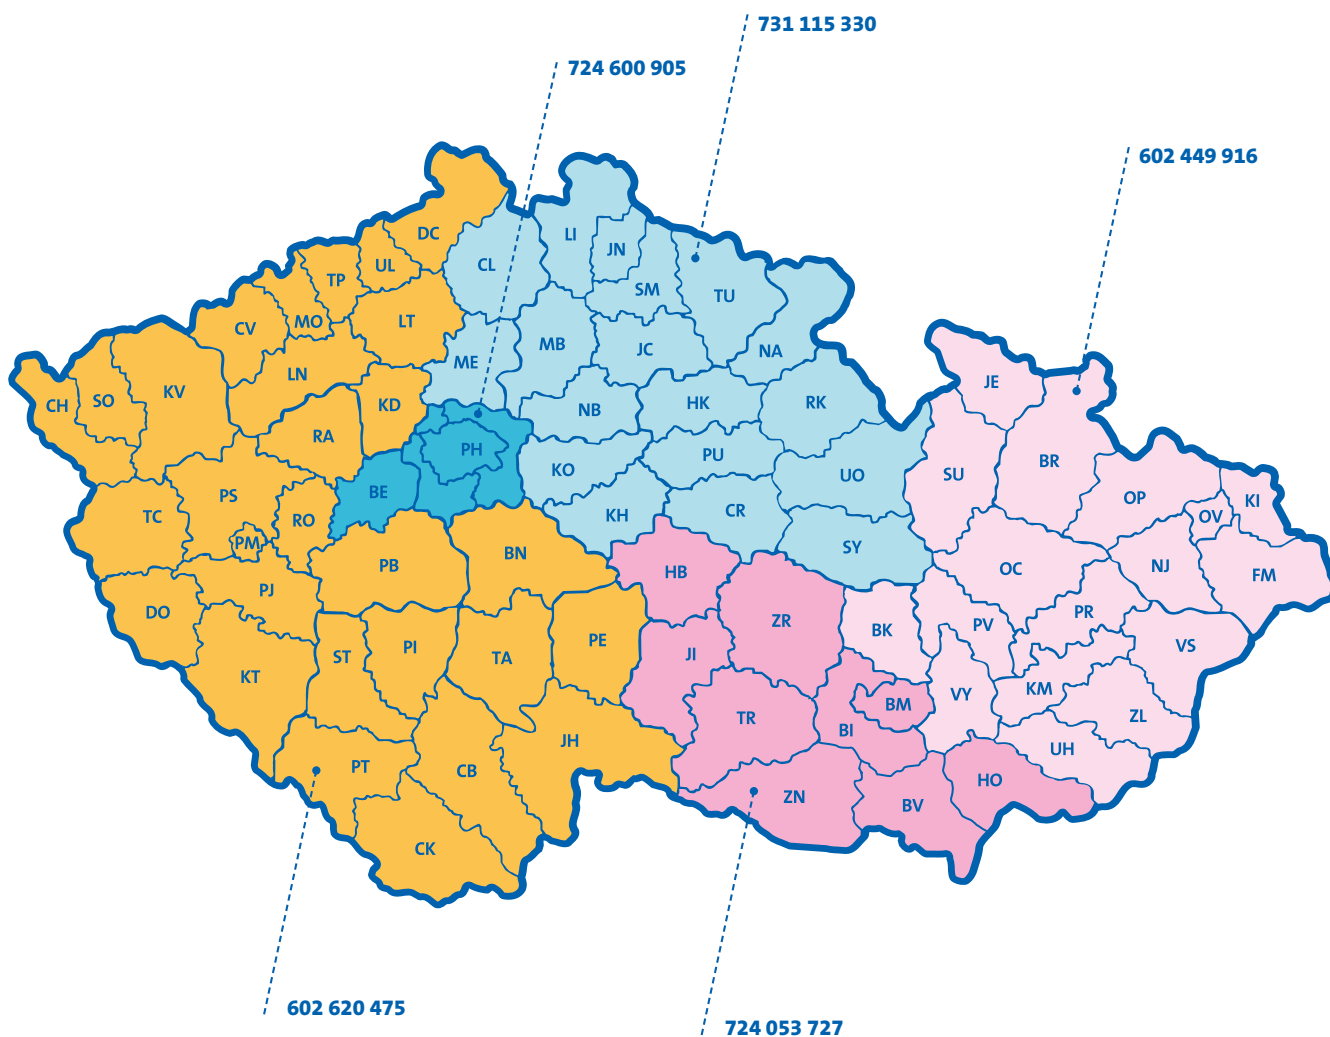 731 115 330
724 600 905
602 449 916
DC
LI
JN
UL
CL
TP
SM
TU
CV
MO
LT
MB
JC
NA
ME
LN
JE
KV
SO
CH
KD
NB
HK
RK
RA
PH
PU
BR
KO
UO
SU
BE
PS
OP
KI
TC
RO
KH
CR
OV
PM
BN
SY
PB
HB
OC
NJ
FM
PJ
DO
ZR
BK
PV
PR
PE
PI
ST
TA
JI
VS
KT
KM
VY
BM
TR
BI
ZL
JH
UH
PT
CB
HO
ZN
BV
CK
602 620 475
724 053 727